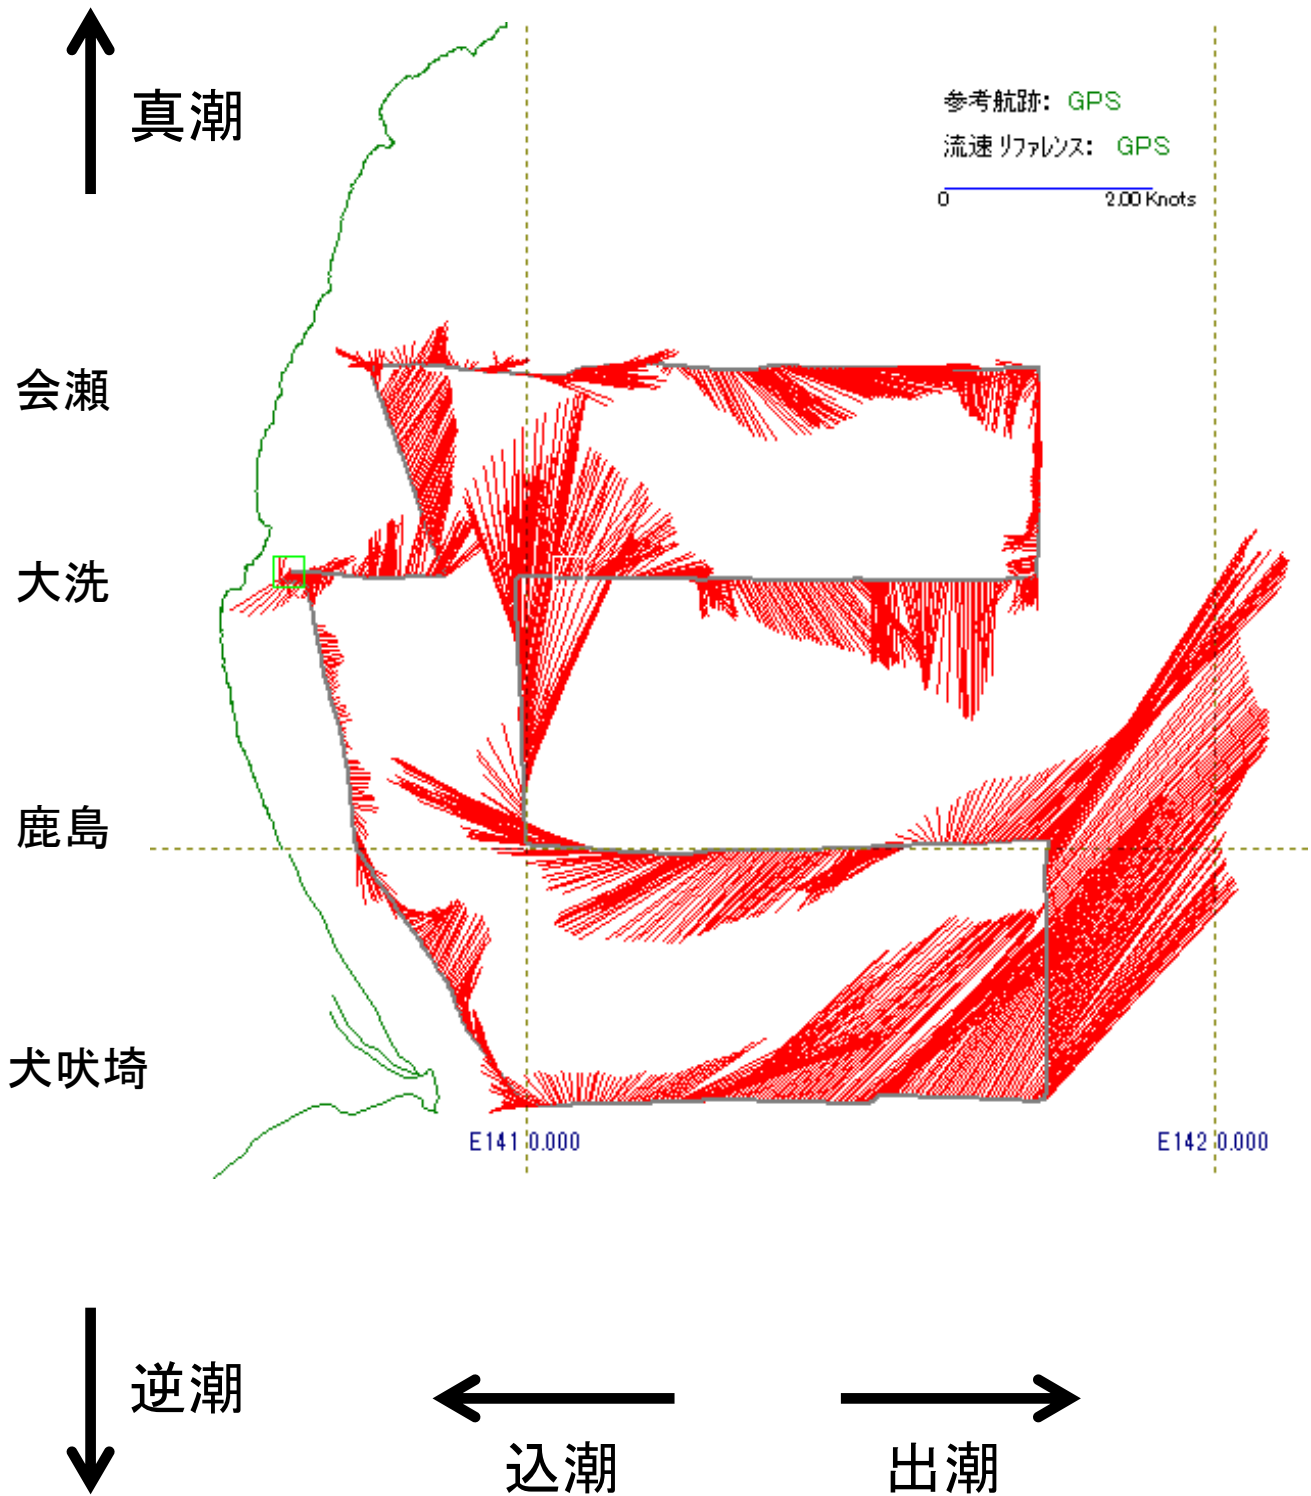 真潮
参考航跡: GPS
流速リファレンス: GPS
0 2.00 Knots
会瀬
大洗
鹿島
犬吠埼
E141 0.000 E142 0.000
逆潮
込潮 出潮